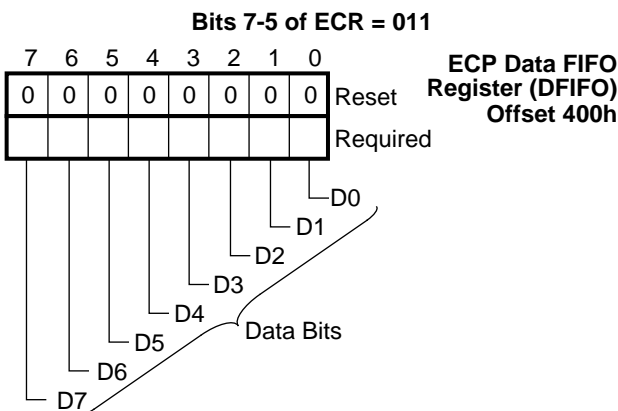 Bits 7-5 of ECR = 011
7 6 5 4 3 2 1 0
ECP Data FIFO
Register (DFIFO)
Offset 400h
0 0 0 0 0 0 0 0 Reset
Required
D0
D1
D2
D3
D4
D5
D6
D7
Data Bits